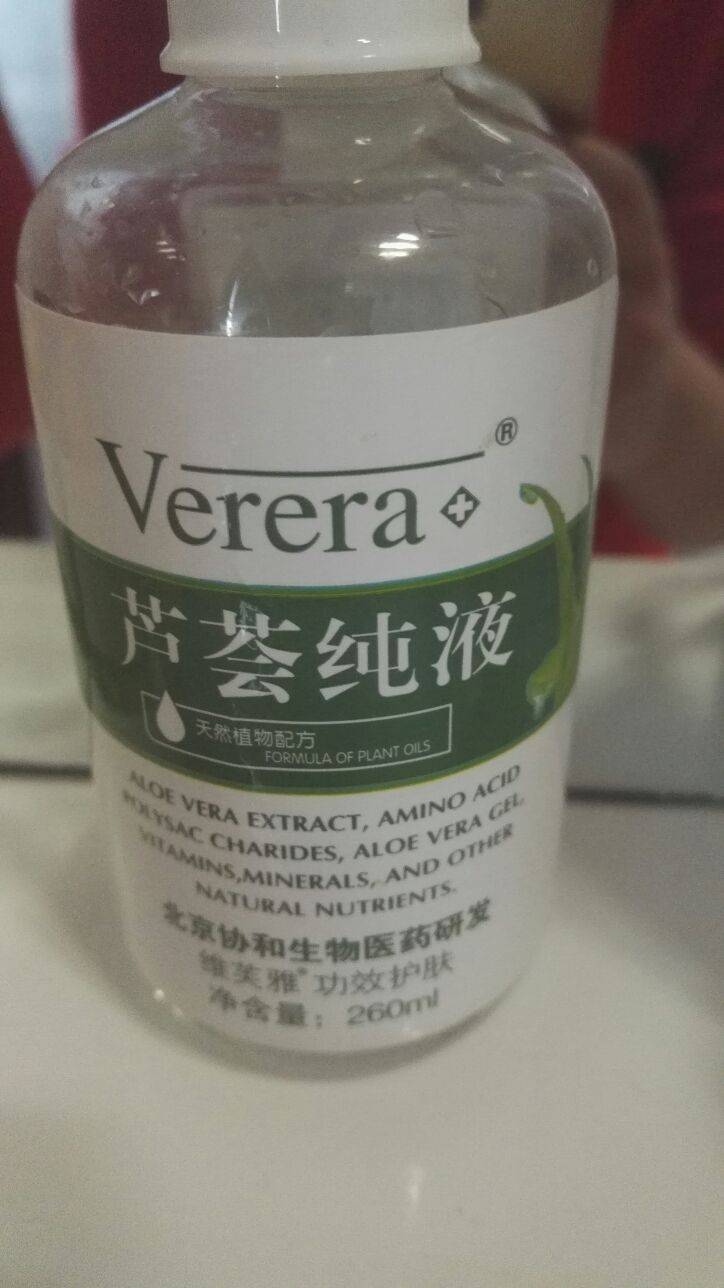 Verera
®
芦荟纯液
天然植物配方
FORMULA OF PLANT OILS
ALOE VERA EXTRACT, AMINO ACID
POLYSAC CHARIDES, ALOE VERA GEL,
VITAMINS,MINERALS, AND OTHER
NATURAL NUTRIENTS.
北京协和生物医药研发
维芙雅®功效护肤
净含量：260ml